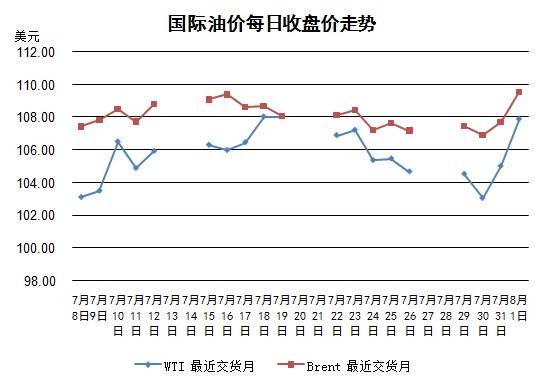 国际油价每日收盘价走势
美元
112.00
110.00
108.00
106.00
104.00
102.00
100.00
98.00
7月8日
7月9日
7月10日
7月11日
7月12日
7月13日
7月14日
7月15日
7月16日
7月17日
7月18日
7月19日
7月20日
7月21日
7月22日
7月23日
7月24日
7月25日
7月26日
7月27日
7月28日
7月29日
7月30日
7月31日
8月1日
WTI 最近交货月
Brent 最近交货月